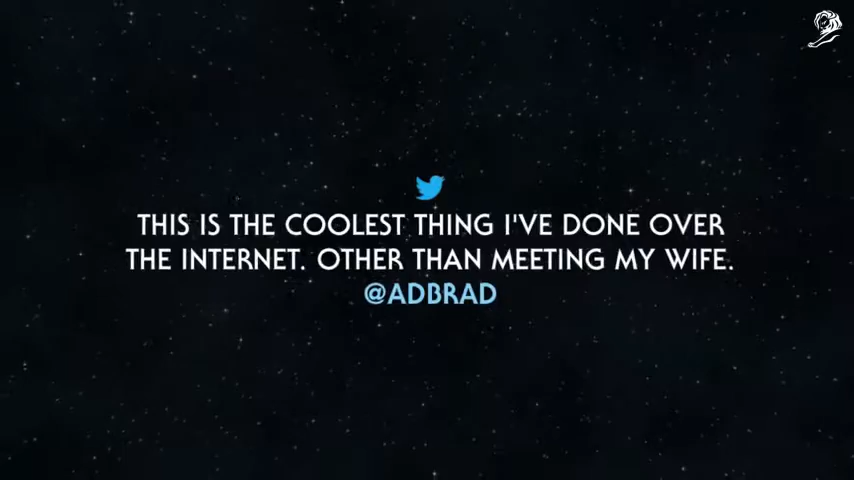 THIS IS THE COOLEST THING I'VE DONE OVER
THE INTERNET. OTHER THAN MEETING MY WIFE.
@ADBRAD